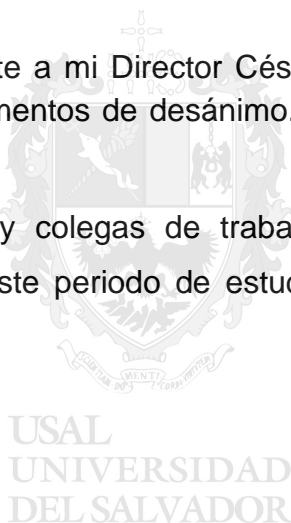 te a mi Director Cés
mentos de desánimo.
y colegas de traba
ste periodo de estud
USAL
UNIVERSIDAD
DEL SALVADOR